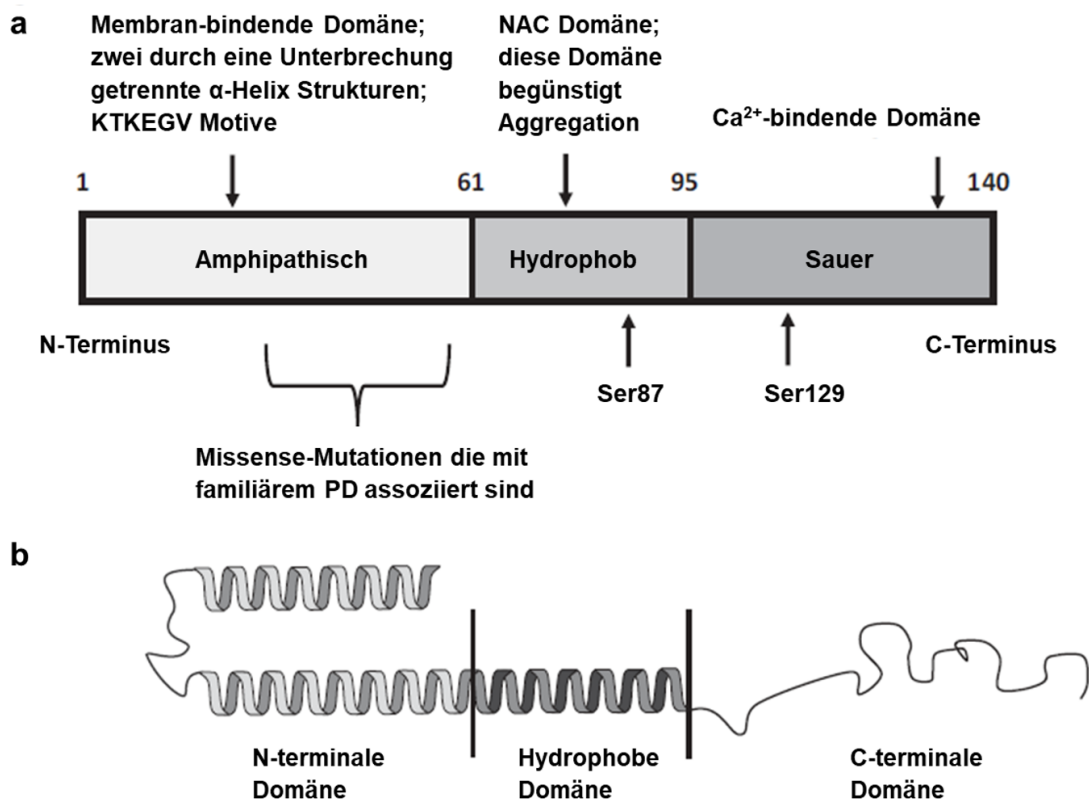 a
Membran-bindende Domäne;
zwei durch eine Unterbrechung
getrennte α-Helix Strukturen;
KTKEGV Motive
NAC Domäne;
diese Domäne
begünstigt
Aggregation
Ca²⁺-bindende Domäne
1 61 95 140
Amphipathisch Hydrophob Sauer
N-Terminus C-Terminus
Ser87 Ser129
Missense-Mutationen die mit
familiärem PD assoziiert sind
b
N-terminale
Domäne
Hydrophobe
Domäne
C-terminale
Domäne